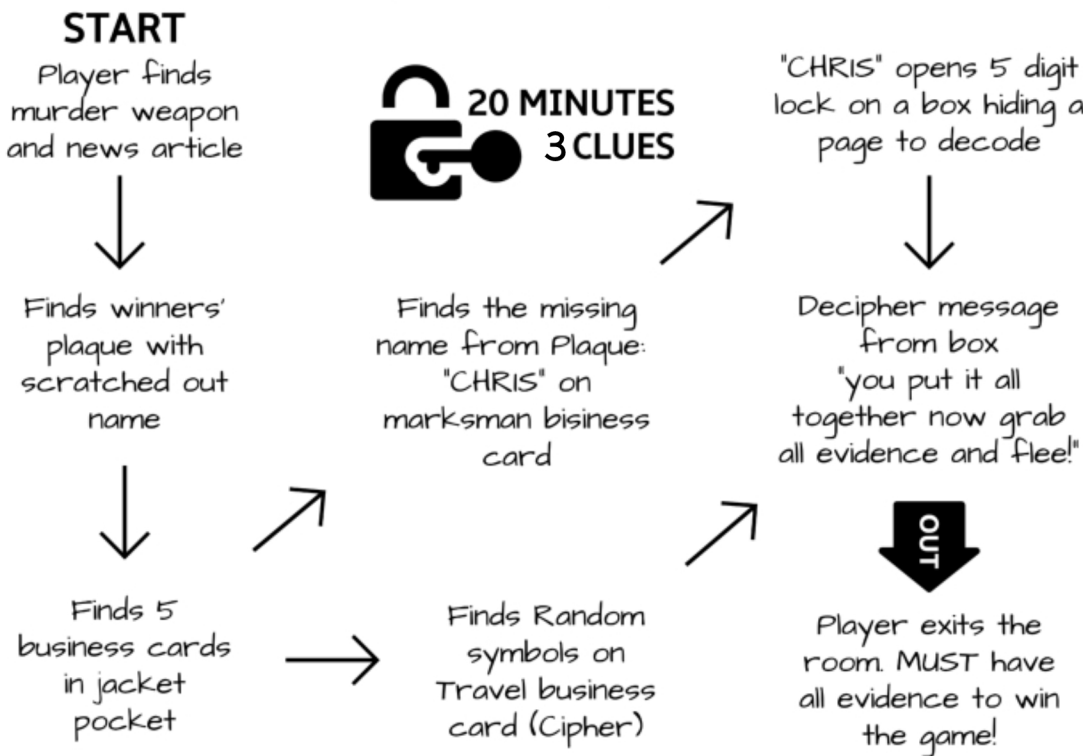 START
Player finds
murder weapon
and news article
Finds winners'
plaque with
scratched out
name
Finds 5
business cards
in jacket
pocket
20 MINUTES
3 CLUES
Finds the missing
name from Plaque:
"CHRIS" on
marksman bisiness
card
Finds Random
symbols on
Travel business
card (Cipher)
"CHRIS" opens 5 digit
lock on a box hiding a
page to decode
Decipher message
from box
"you put it all
together now grab
all evidence and flee!"
OUT
Player exits the
room. MUST have
all evidence to win
the game!